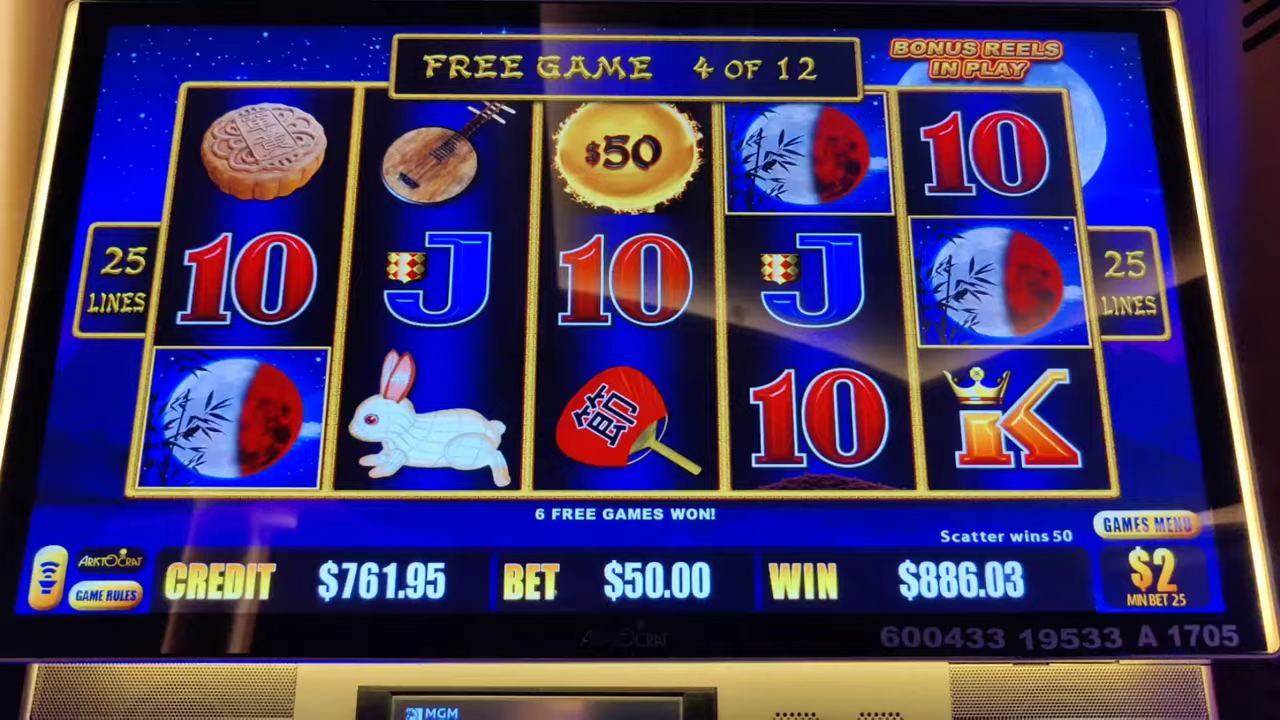 FREE GAME 4 OF 12
BONUS REELS
IN PLAY
$50
10
25
LINES
10
J
10
J
25
LINES
節
10
K
6 FREE GAMES WON!
Scatter wins 50
GAMES MENU
ARISTOCRAT
GAME RULES
CREDIT $761.95
BET $50.00
WIN $886.03
$2
MIN BET 25
ARISTOCRAT
600433 19533 A 1705
MGM